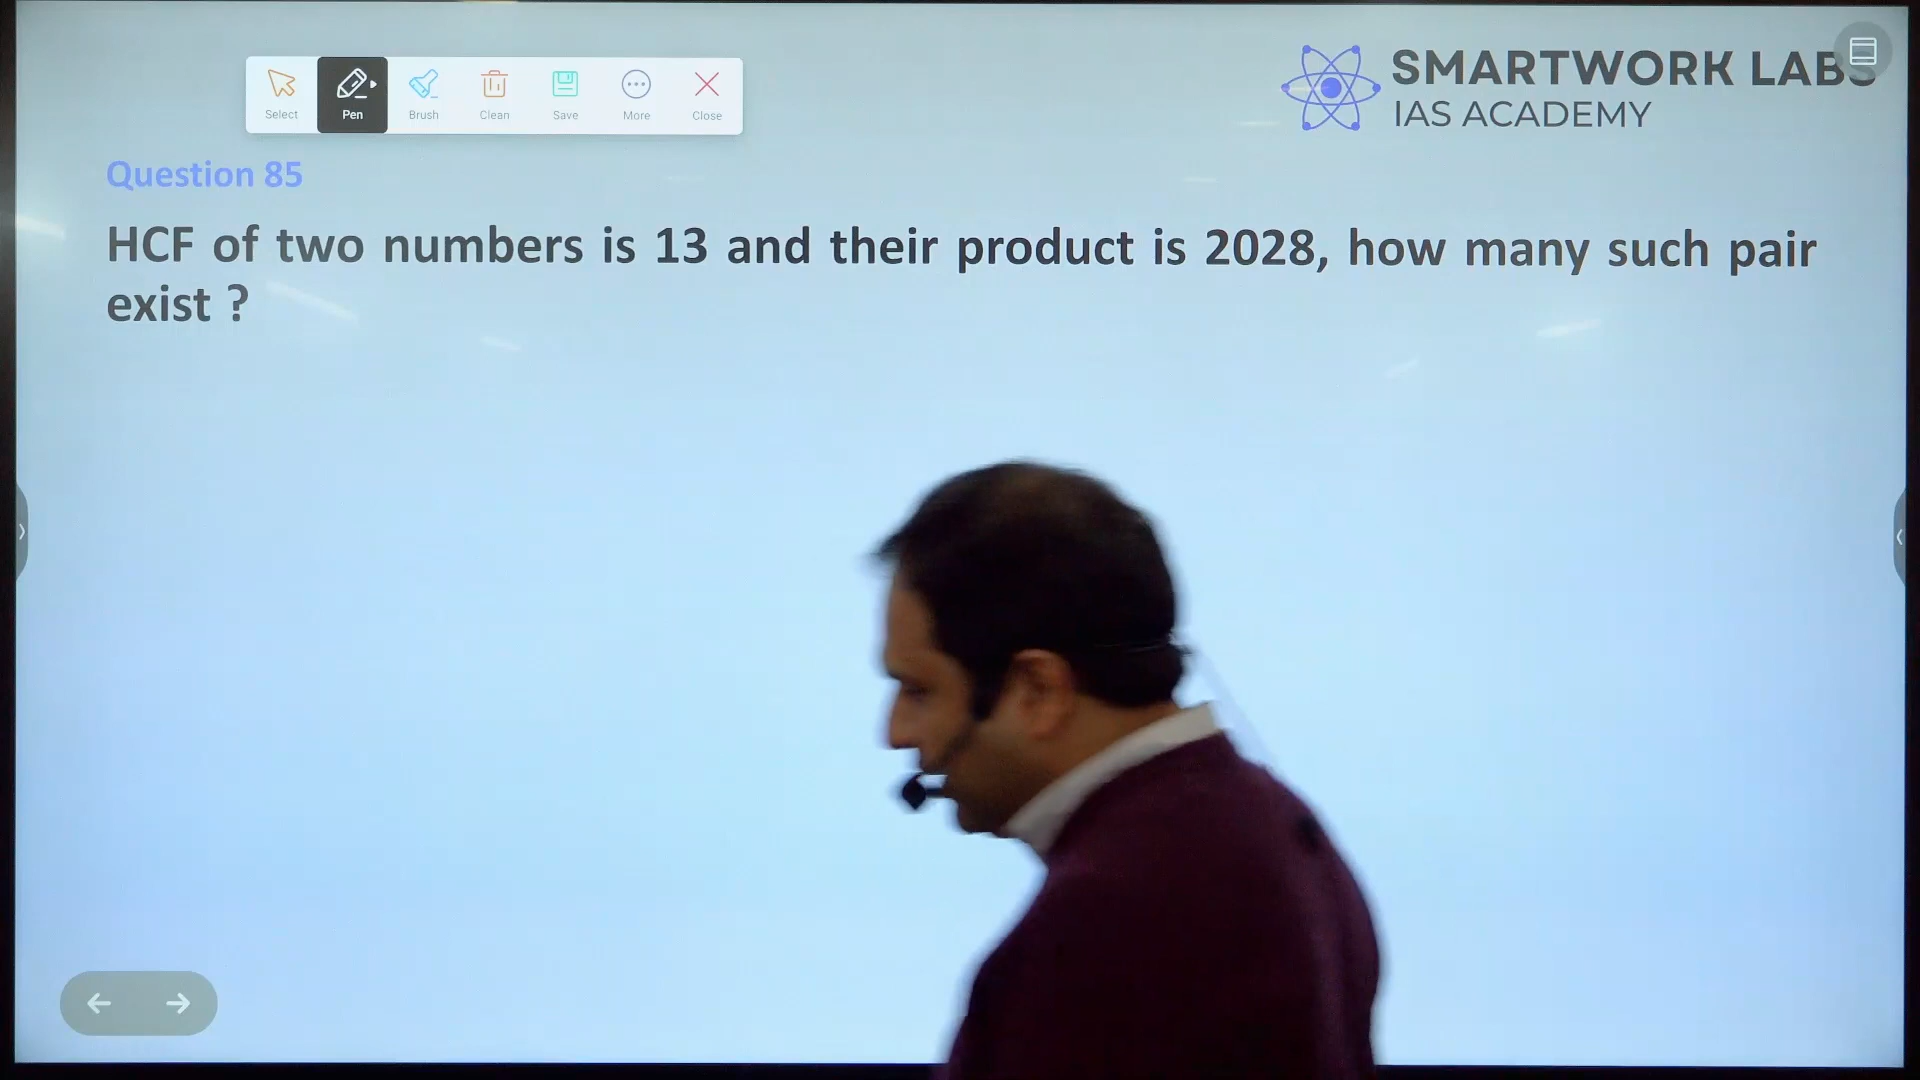 Select Pen Brush Clean Save More Close
SMARTWORK LABS
IAS ACADEMY
Question 85
HCF of two numbers is 13 and their product is 2028, how many such pair
exist ?